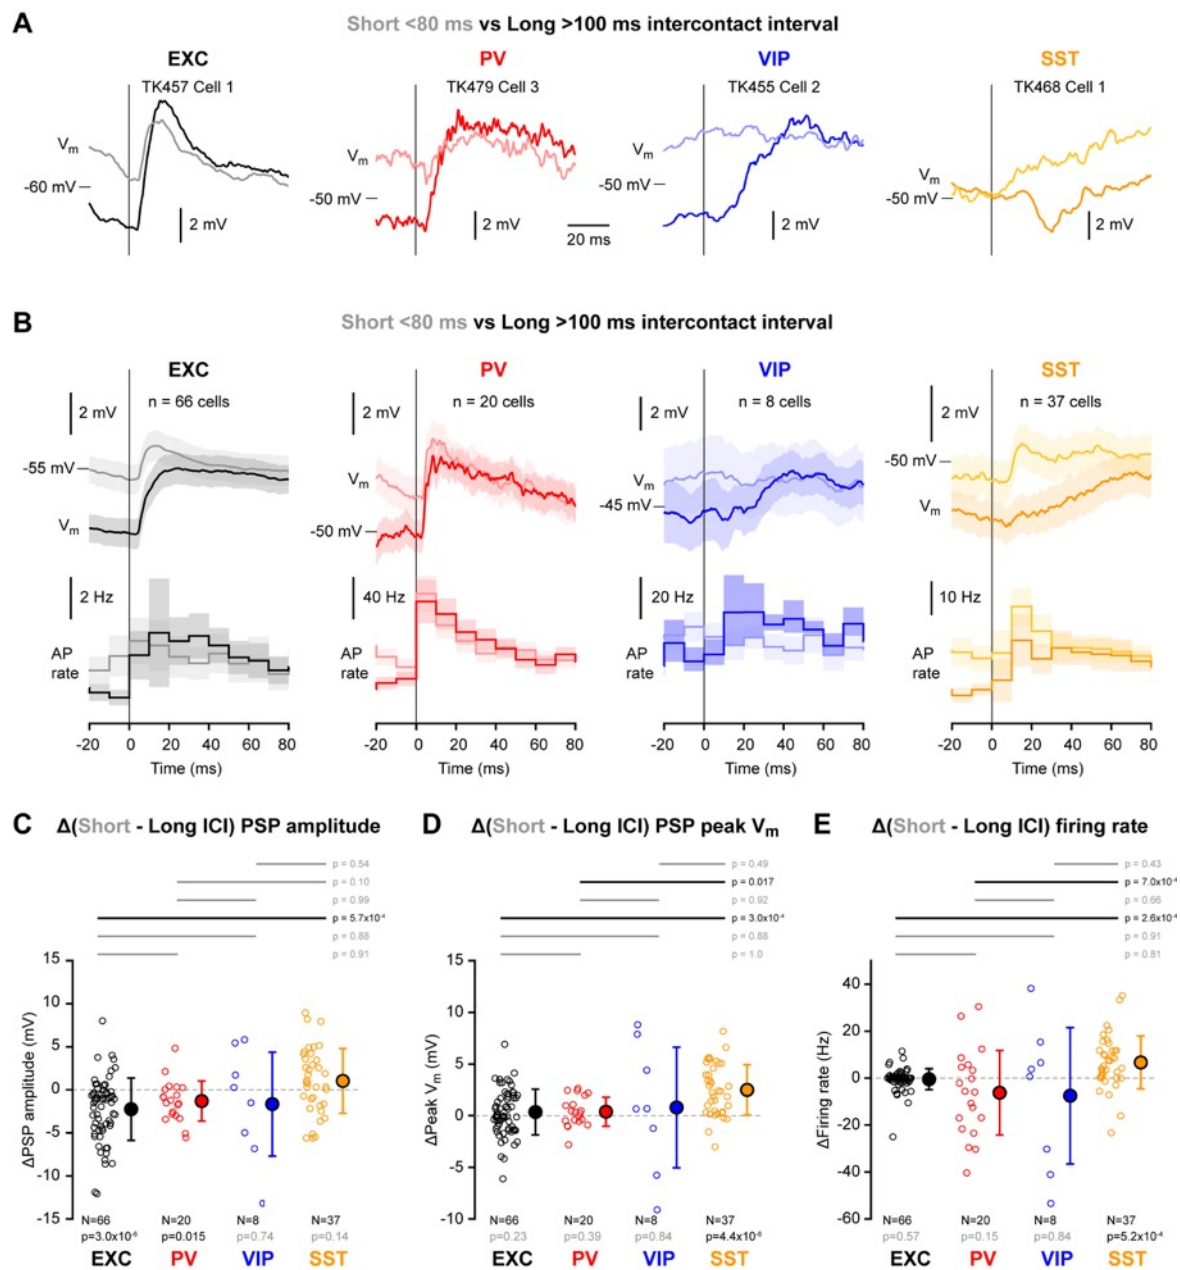 A
Short <80 ms vs Long >100 ms intercontact interval
EXC
PV
VIP
SST
TK457 Cell 1
TK479 Cell 3
TK455 Cell 2
TK468 Cell 1
Vm
Vm
Vm
Vm
-60 mV
-50 mV
-50 mV
-50 mV
2 mV
2 mV
2 mV
2 mV
20 ms
B
Short <80 ms vs Long >100 ms intercontact interval
EXC
PV
VIP
SST
2 mV
n = 66 cells
2 mV
n = 20 cells
2 mV
n = 8 cells
2 mV
n = 37 cells
-55 mV
Vm
-50 mV
Vm
-45 mV
Vm
-50 mV
Vm
2 Hz
40 Hz
20 Hz
10 Hz
AP rate
AP rate
AP rate
AP rate
-20 0 20 40 60 80
-20 0 20 40 60 80
-20 0 20 40 60 80
-20 0 20 40 60 80
Time (ms)
Time (ms)
Time (ms)
Time (ms)
C Δ(Short - Long ICI) PSP amplitude
p = 0.54
p = 0.10
p = 0.99
p = 5.7x10⁻⁴
p = 0.88
p = 0.91
15
10
5
0
-5
-10
-15
ΔPSP amplitude (mV)
N=66 N=20 N=8 N=37
p=3.0x10⁻⁶ p=0.015 p=0.74 p=0.14
EXC PV VIP SST
D Δ(Short - Long ICI) PSP peak Vm
p = 0.49
p = 0.017
p = 0.92
p = 3.0x10⁻⁴
p = 0.88
p = 1.0
15
10
5
0
-5
-10
ΔPeak Vm (mV)
N=66 N=20 N=8 N=37
p=0.23 p=0.39 p=0.84 p=4.4x10⁻⁶
EXC PV VIP SST
E Δ(Short - Long ICI) firing rate
p = 0.43
p = 7.0x10⁻⁴
p = 0.66
p = 2.6x10⁻⁴
p = 0.91
p = 0.81
40
20
0
-20
-40
-60
ΔFiring rate (Hz)
N=66 N=20 N=8 N=37
p=0.57 p=0.15 p=0.84 p=5.2x10⁻⁴
EXC PV VIP SST